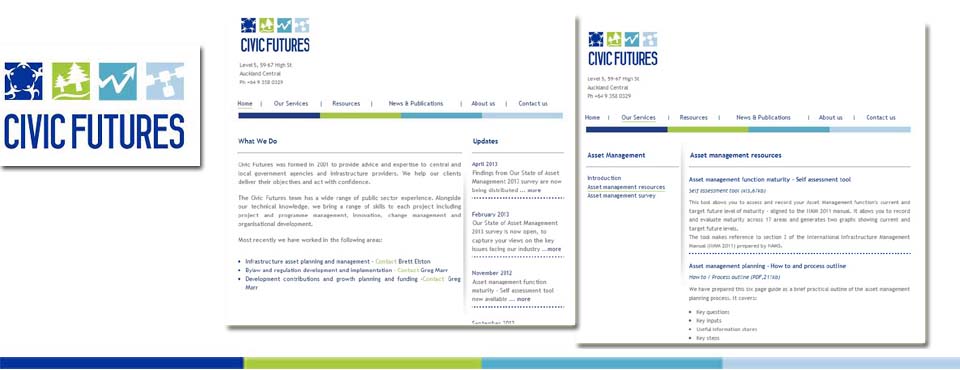 CIVIC FUTURES
CIVIC FUTURES
Level 5, 59-67 High St
Auckland Central
Ph +64 9 358 0329
Home | Our Services | Resources | News & Publications | About us | Contact us
What We Do
Civic Futures was formed in 2001 to provide advice and expertise to central and
local government agencies and infrastructure providers. We help our clients
deliver their objectives and act with confidence.
The Civic Futures team has a wide range of public sector experience. Alongside
our technical knowledge, we bring a range of skills to each project including
project and programme management, innovation, change management and
organisational development.
Most recently we have worked in the following areas:
Infrastructure asset planning and management - Contact Brett Elston
Bylaw and regulation development and implementation - Contact Greg Marr
Development contributions and growth planning and funding -Contact Greg
Marr
Updates
April 2013
Findings from Our State of Asset
Management 2012 survey are now
being distributed ... more
February 2013
Our State of Asset Management
2013 survey is now open, to
capture your views on the key
issues facing our industry ...more
November 2012
Asset management function
maturity - Self assessment tool
now available ... more
September 2012
CIVIC FUTURES
Level 5, 59-67 High St
Auckland Central
Ph +64 9 358 0329
Home | Our Services | Resources | News & Publications | About us | Contact us
Asset Management
Introduction
Asset management resources
Asset management survey
Asset management resources
Asset management function maturity - Self assessment tool
Self assessment tool (xls,67kb)
This tool allows you to assess and record your Asset Management function's current and
target future level of maturity - aligned to the IIMM 2011 manual. It allows you to record
and evaluate maturity across 17 areas and generates two graphs showing current and
target future levels.
The tool makes reference to section 2 of the International Infrastructure Management
Manual (IIMM 2011) prepared by NAMS.
Asset management planning - How to and process outline
How to / Process outline (PDF,211kb)
We have prepared this six page guide as a brief practical outline of the asset management
planning process. It covers:
Key questions
Key inputs
Useful information stores
Key steps